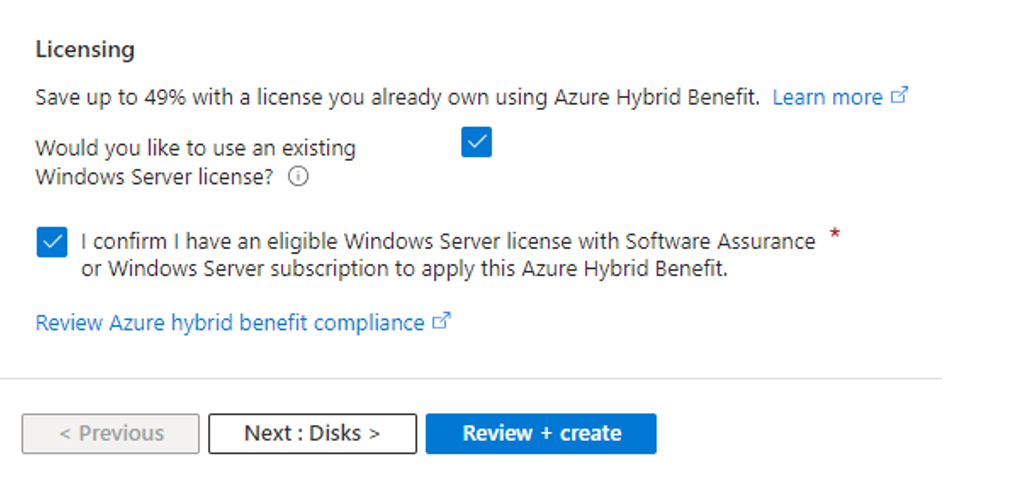 Licensing
Save up to 49% with a license you already own using Azure Hybrid Benefit. Learn more
Would you like to use an existing
Windows Server license?
I confirm I have an eligible Windows Server license with Software Assurance *
or Windows Server subscription to apply this Azure Hybrid Benefit.
Review Azure hybrid benefit compliance
< Previous
Next : Disks >
Review + create